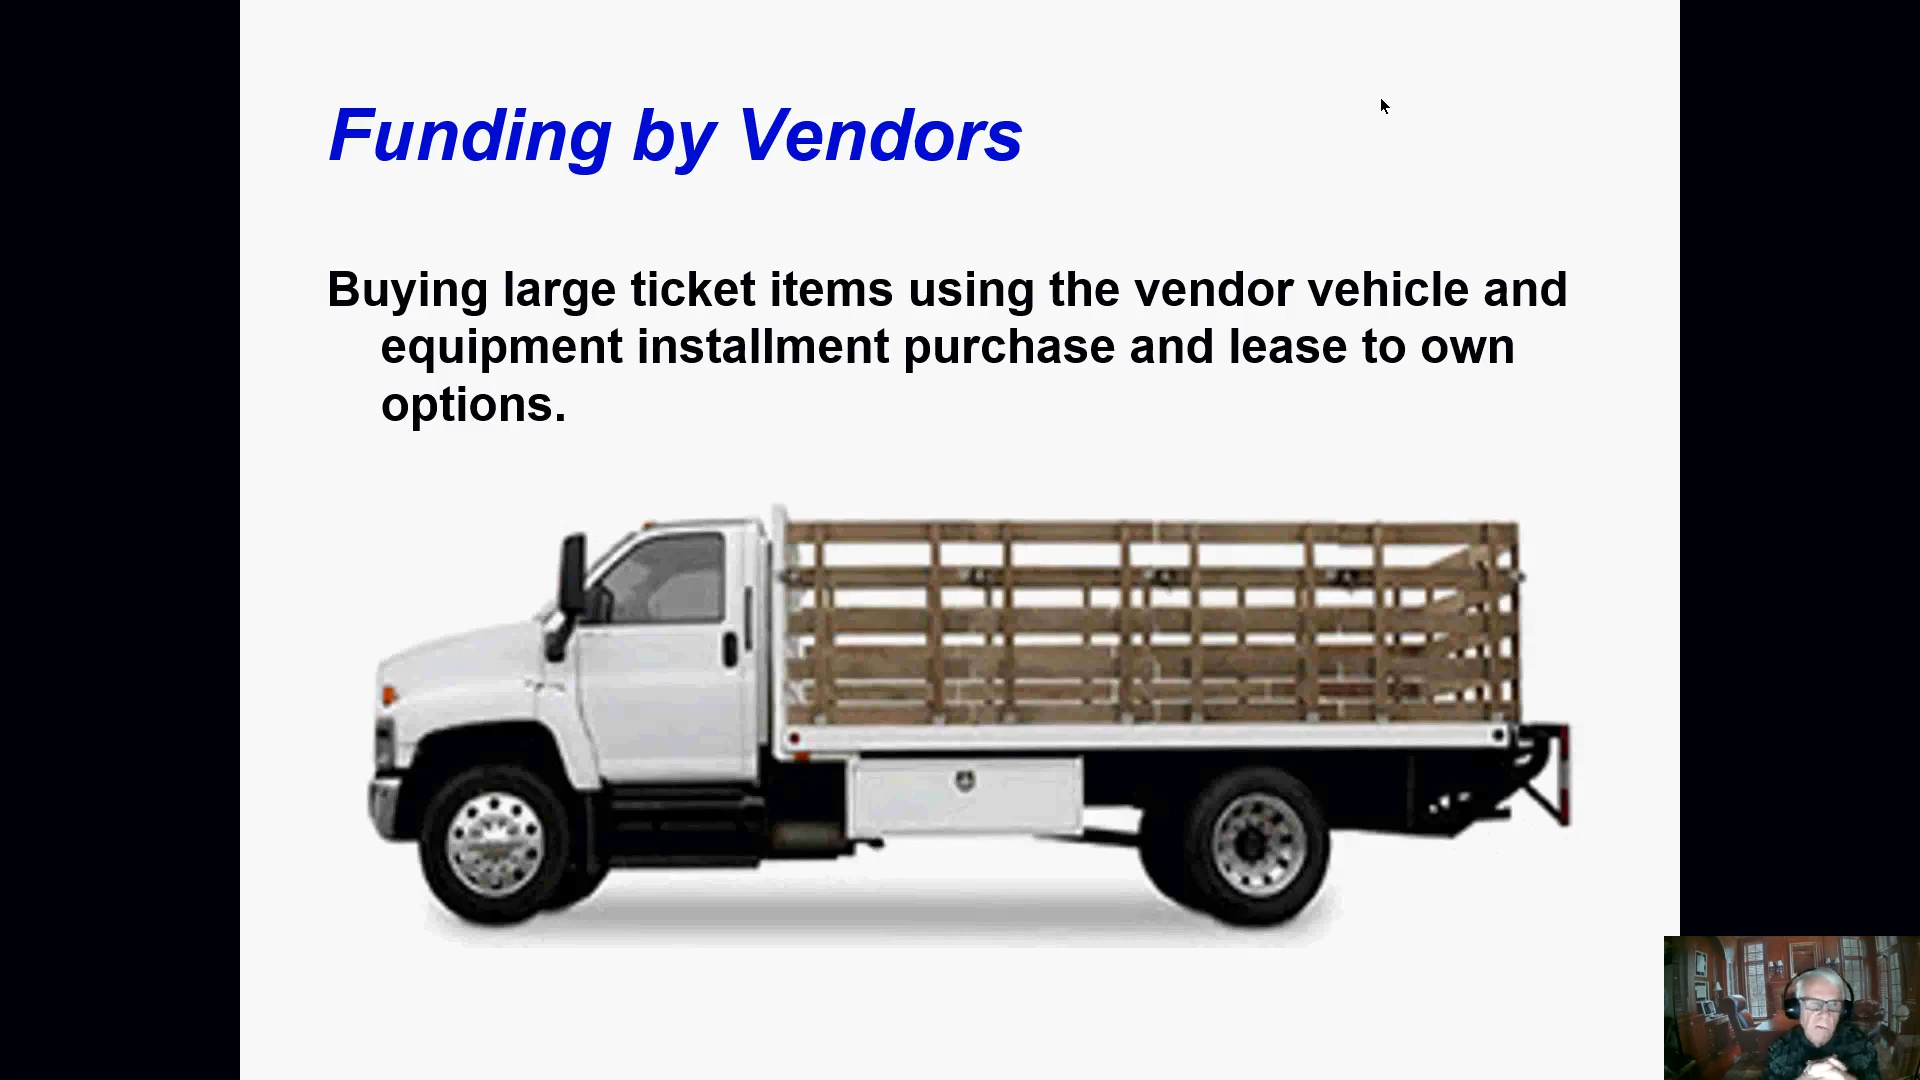 Funding by Vendors
Buying large ticket items using the vendor vehicle and
equipment installment purchase and lease to own
options.